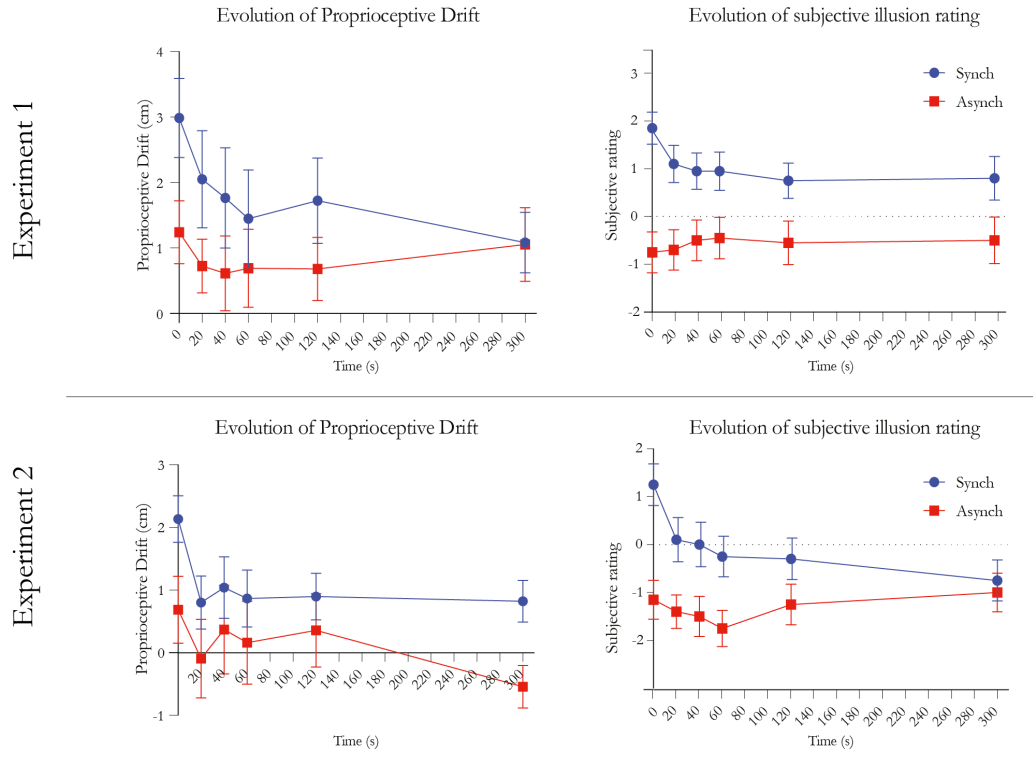 Experiment 1
Evolution of Proprioceptive Drift
Proprioceptive Drift (cm)
4
3
2
1
0
0 20 40 60 80 100 120 140 160 180 200 220 240 260 280 300
Time (s)
Evolution of subjective illusion rating
Synch
Asynch
Subjective rating
3
2
1
0
-1
-2
0 20 40 60 80 100 120 140 160 180 200 220 240 260 280 300
Time (s)
Experiment 2
Evolution of Proprioceptive Drift
Proprioceptive Drift (cm)
3
2
1
0
-1
20 40 60 80 100 120 140 160 180 200 220 240 260 280 300
Time (s)
Evolution of subjective illusion rating
Synch
Asynch
Subjective rating
2
1
0
-1
-2
0 20 40 60 80 100 120 140 160 180 200 220 240 260 280 300
Time (s)